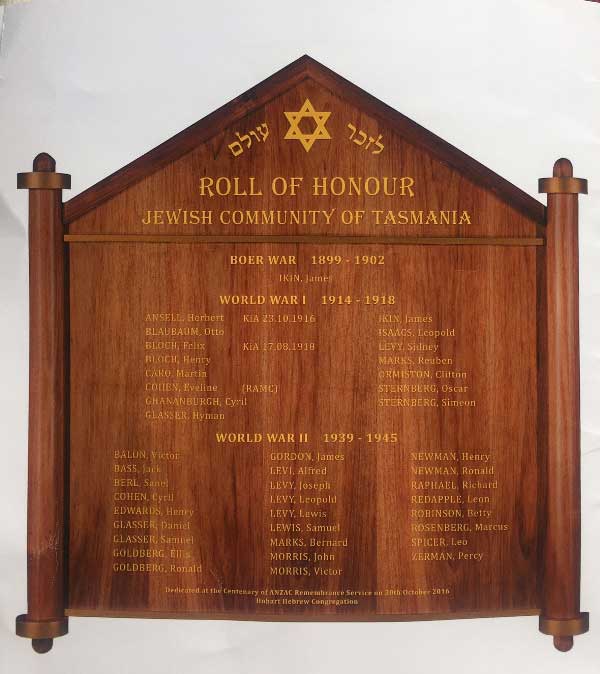 לזכר עולם
ROLL OF HONOUR
JEWISH COMMUNITY OF TASMANIA
BOER WAR 1899 - 1902
IKIN, James
WORLD WAR I 1914 - 1918
ANSELL, Herbert KiA 23.10.1916
BLAUBAUM, Otto
BLOCH, Felix KiA 17.08.1918
BLOCH, Henry
CARO, Martin
COHEN, Eveline (RAMC)
GHANANBURGH, Cyril
GLASSER, Hyman
IKIN, James
ISAACS, Leopold
LEVY, Sidney
MARKS, Reuben
ORMISTON, Clifton
STERNBERG, Oscar
STERNBERG, Simeon
WORLD WAR II 1939 - 1945
BALON, Victor
BASS, Jack
BERL, Sanel
COHEN, Cyril
EDWARDS, Henry
GLASSER, Daniel
GLASSER, Samuel
GOLDBERG, Ellis
GOLDBERG, Ronald
GORDON, James
LEVI, Alfred
LEVY, Joseph
LEVY, Leopold
LEVY, Lewis
LEWIS, Samuel
MARKS, Bernard
MORRIS, John
MORRIS, Victor
NEWMAN, Henry
NEWMAN, Ronald
RAPHAEL, Richard
REDAPPLE, Leon
ROBINSON, Betty
ROSENBERG, Marcus
SPICER, Leo
ZERMAN, Percy
Dedicated at the Centenary of ANZAC Remembrance Service on 30th October 2016
Hobart Hebrew Congregation